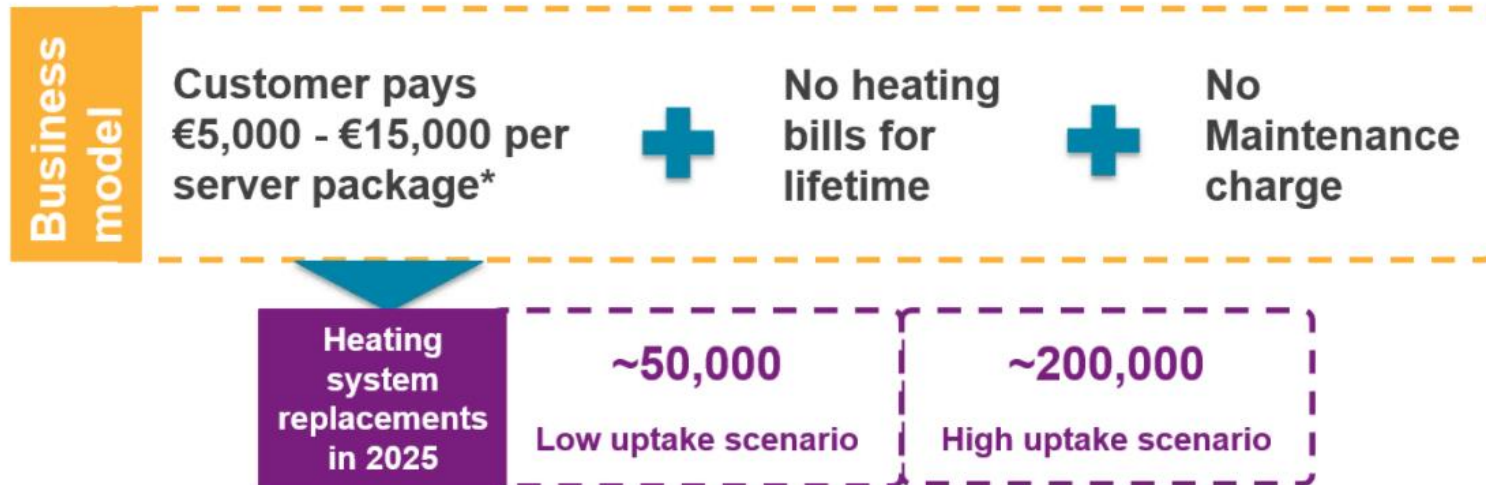 Business
model
Customer pays
€5,000 - €15,000 per
server package*
No heating
bills for
lifetime
No
Maintenance
charge
Heating
system
replacements
in 2025
~50,000
Low uptake scenario
~200,000
High uptake scenario